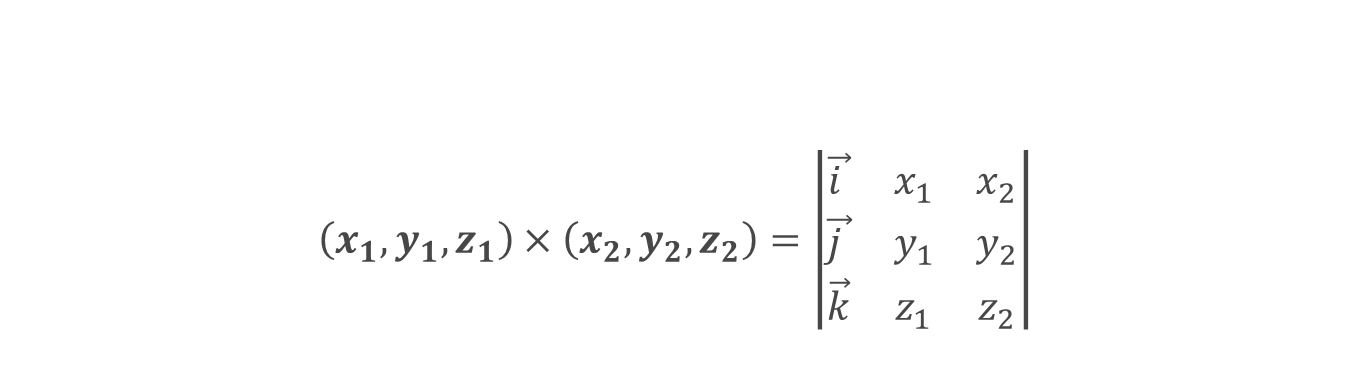 (x₁, y₁, z₁) × (x₂, y₂, z₂) = | i⃗ x₁ x₂ |
| j⃗ y₁ y₂ |
| k⃗ z₁ z₂ |